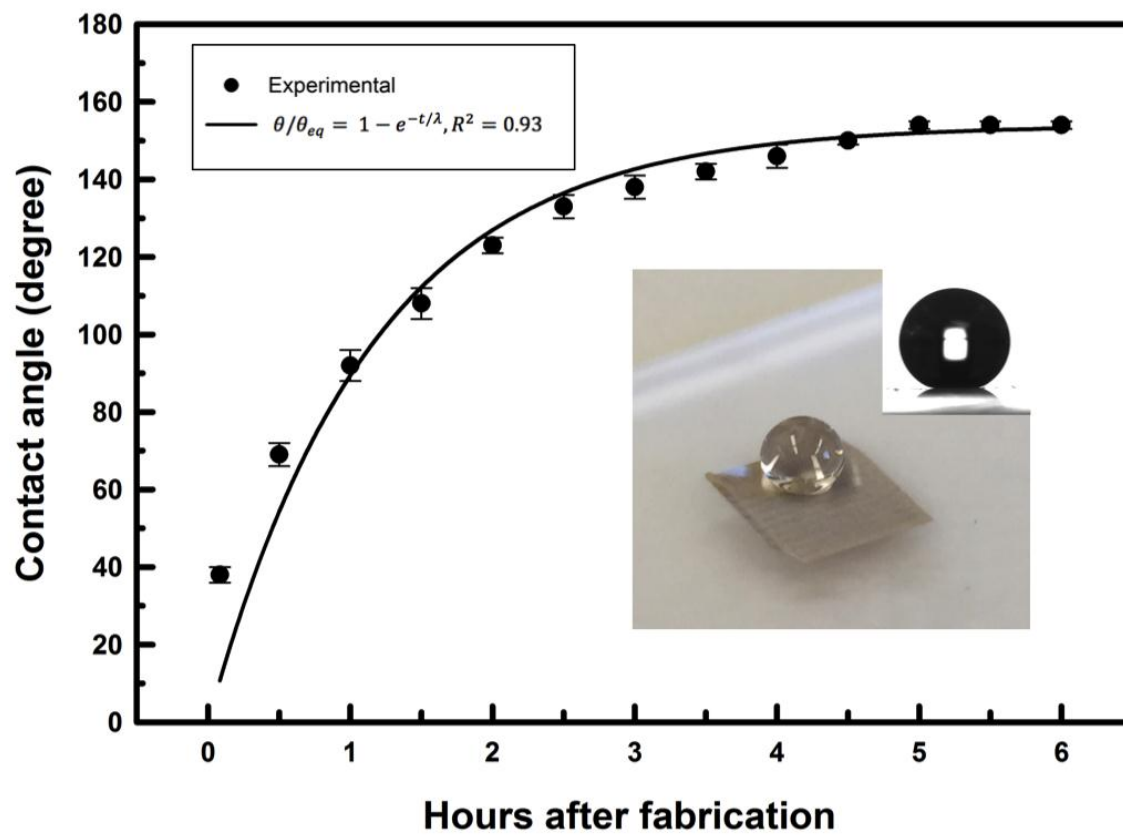 180
160
140
120
100
80
60
40
20
0
Contact angle (degree)
Experimental
θ/θeq = 1 − e^−t/λ, R² = 0.93
0 1 2 3 4 5 6
Hours after fabrication